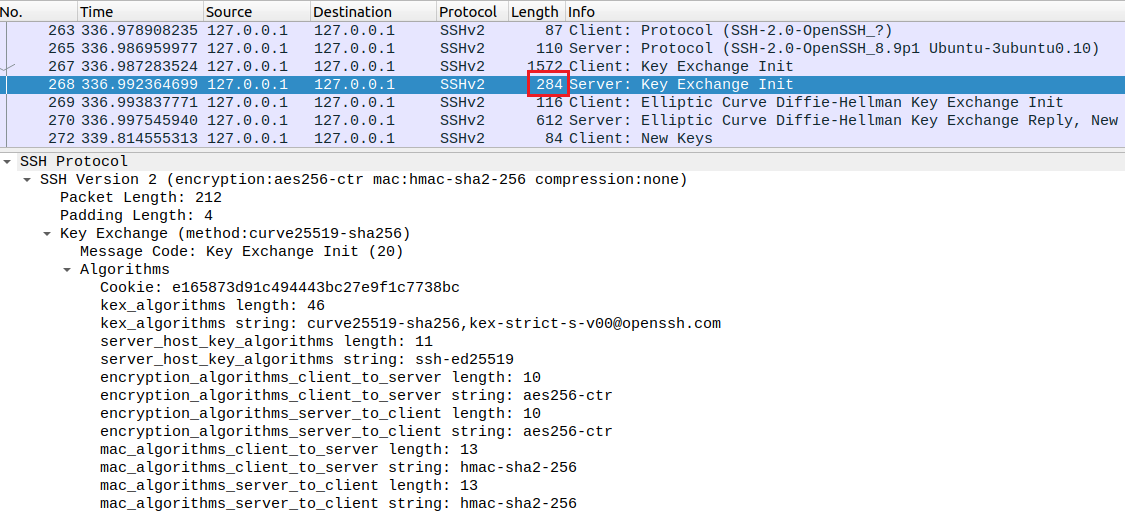 No. Time Source Destination Protocol Length Info
263 336.978908235 127.0.0.1 127.0.0.1 SSHv2 87 Client: Protocol (SSH-2.0-OpenSSH_?)
265 336.986959977 127.0.0.1 127.0.0.1 SSHv2 110 Server: Protocol (SSH-2.0-OpenSSH_8.9p1 Ubuntu-3ubuntu0.10)
267 336.987283524 127.0.0.1 127.0.0.1 SSHv2 1572 Client: Key Exchange Init
268 336.992364699 127.0.0.1 127.0.0.1 SSHv2 284 Server: Key Exchange Init
269 336.993837771 127.0.0.1 127.0.0.1 SSHv2 116 Client: Elliptic Curve Diffie-Hellman Key Exchange Init
270 336.997545940 127.0.0.1 127.0.0.1 SSHv2 612 Server: Elliptic Curve Diffie-Hellman Key Exchange Reply, New
272 339.814555313 127.0.0.1 127.0.0.1 SSHv2 84 Client: New Keys
SSH Protocol
SSH Version 2 (encryption:aes256-ctr mac:hmac-sha2-256 compression:none)
Packet Length: 212
Padding Length: 4
Key Exchange (method:curve25519-sha256)
Message Code: Key Exchange Init (20)
Algorithms
Cookie: e165873d91c494443bc27e9f1c7738bc
kex_algorithms length: 46
kex_algorithms string: curve25519-sha256,kex-strict-s-v00@openssh.com
server_host_key_algorithms length: 11
server_host_key_algorithms string: ssh-ed25519
encryption_algorithms_client_to_server length: 10
encryption_algorithms_client_to_server string: aes256-ctr
encryption_algorithms_server_to_client length: 10
encryption_algorithms_server_to_client string: aes256-ctr
mac_algorithms_client_to_server length: 13
mac_algorithms_client_to_server string: hmac-sha2-256
mac_algorithms_server_to_client length: 13
mac_algorithms_server_to_client string: hmac-sha2-256